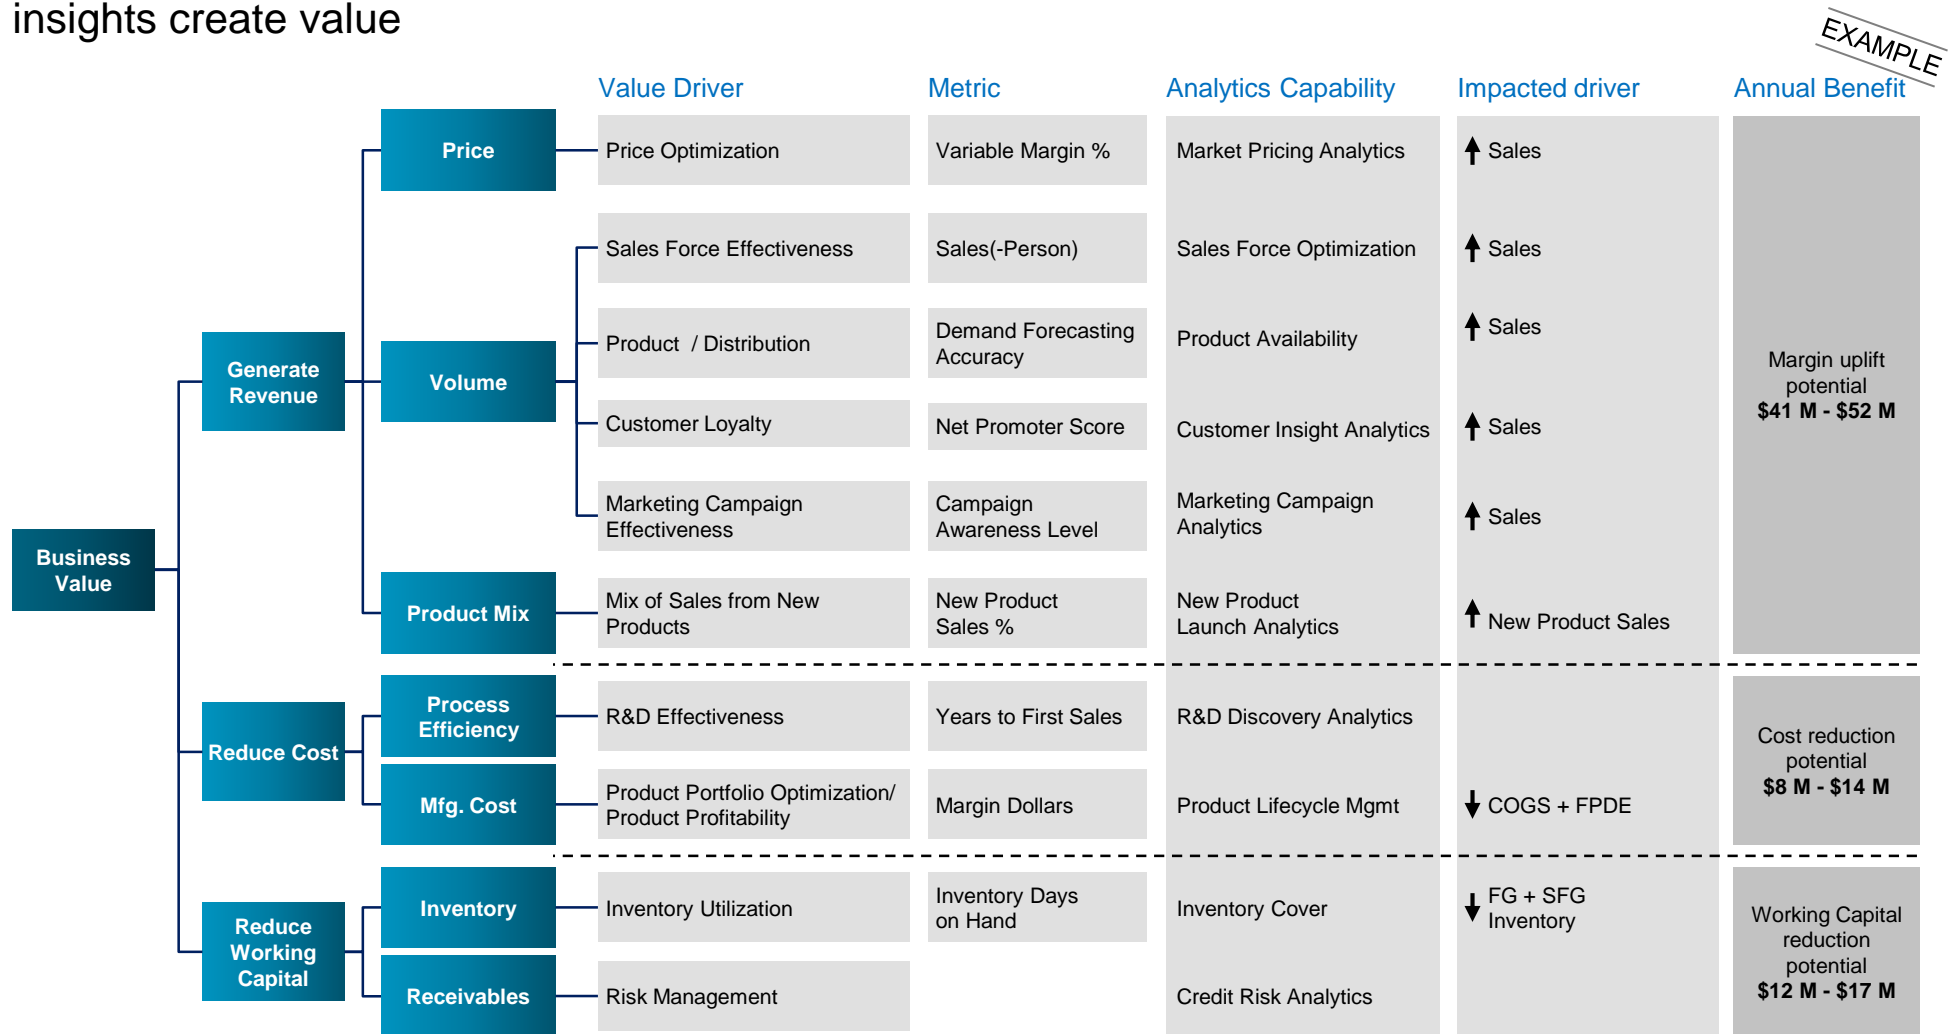 insights create value
EXAMPLE
Value Driver
Metric
Analytics Capability
Impacted driver
Annual Benefit
Price
Price Optimization
Variable Margin %
Market Pricing Analytics
Sales
Sales Force Effectiveness
Sales(-Person)
Sales Force Optimization
Sales
Generate
Revenue
Volume
Product / Distribution
Demand Forecasting
Accuracy
Product Availability
Sales
Margin uplift
potential
$41 M - $52 M
Customer Loyalty
Net Promoter Score
Customer Insight Analytics
Sales
Marketing Campaign
Effectiveness
Campaign
Awareness Level
Marketing Campaign
Analytics
Sales
Business
Value
Product Mix
Mix of Sales from New
Products
New Product
Sales %
New Product
Launch Analytics
New Product Sales
Reduce Cost
Process
Efficiency
R&D Effectiveness
Years to First Sales
R&D Discovery Analytics
Cost reduction
potential
$8 M - $14 M
Mfg. Cost
Product Portfolio Optimization/
Product Profitability
Margin Dollars
Product Lifecycle Mgmt
COGS + FPDE
Reduce
Working
Capital
Inventory
Inventory Utilization
Inventory Days
on Hand
Inventory Cover
FG + SFG
Inventory
Working Capital
reduction
potential
$12 M - $17 M
Receivables
Risk Management
Credit Risk Analytics